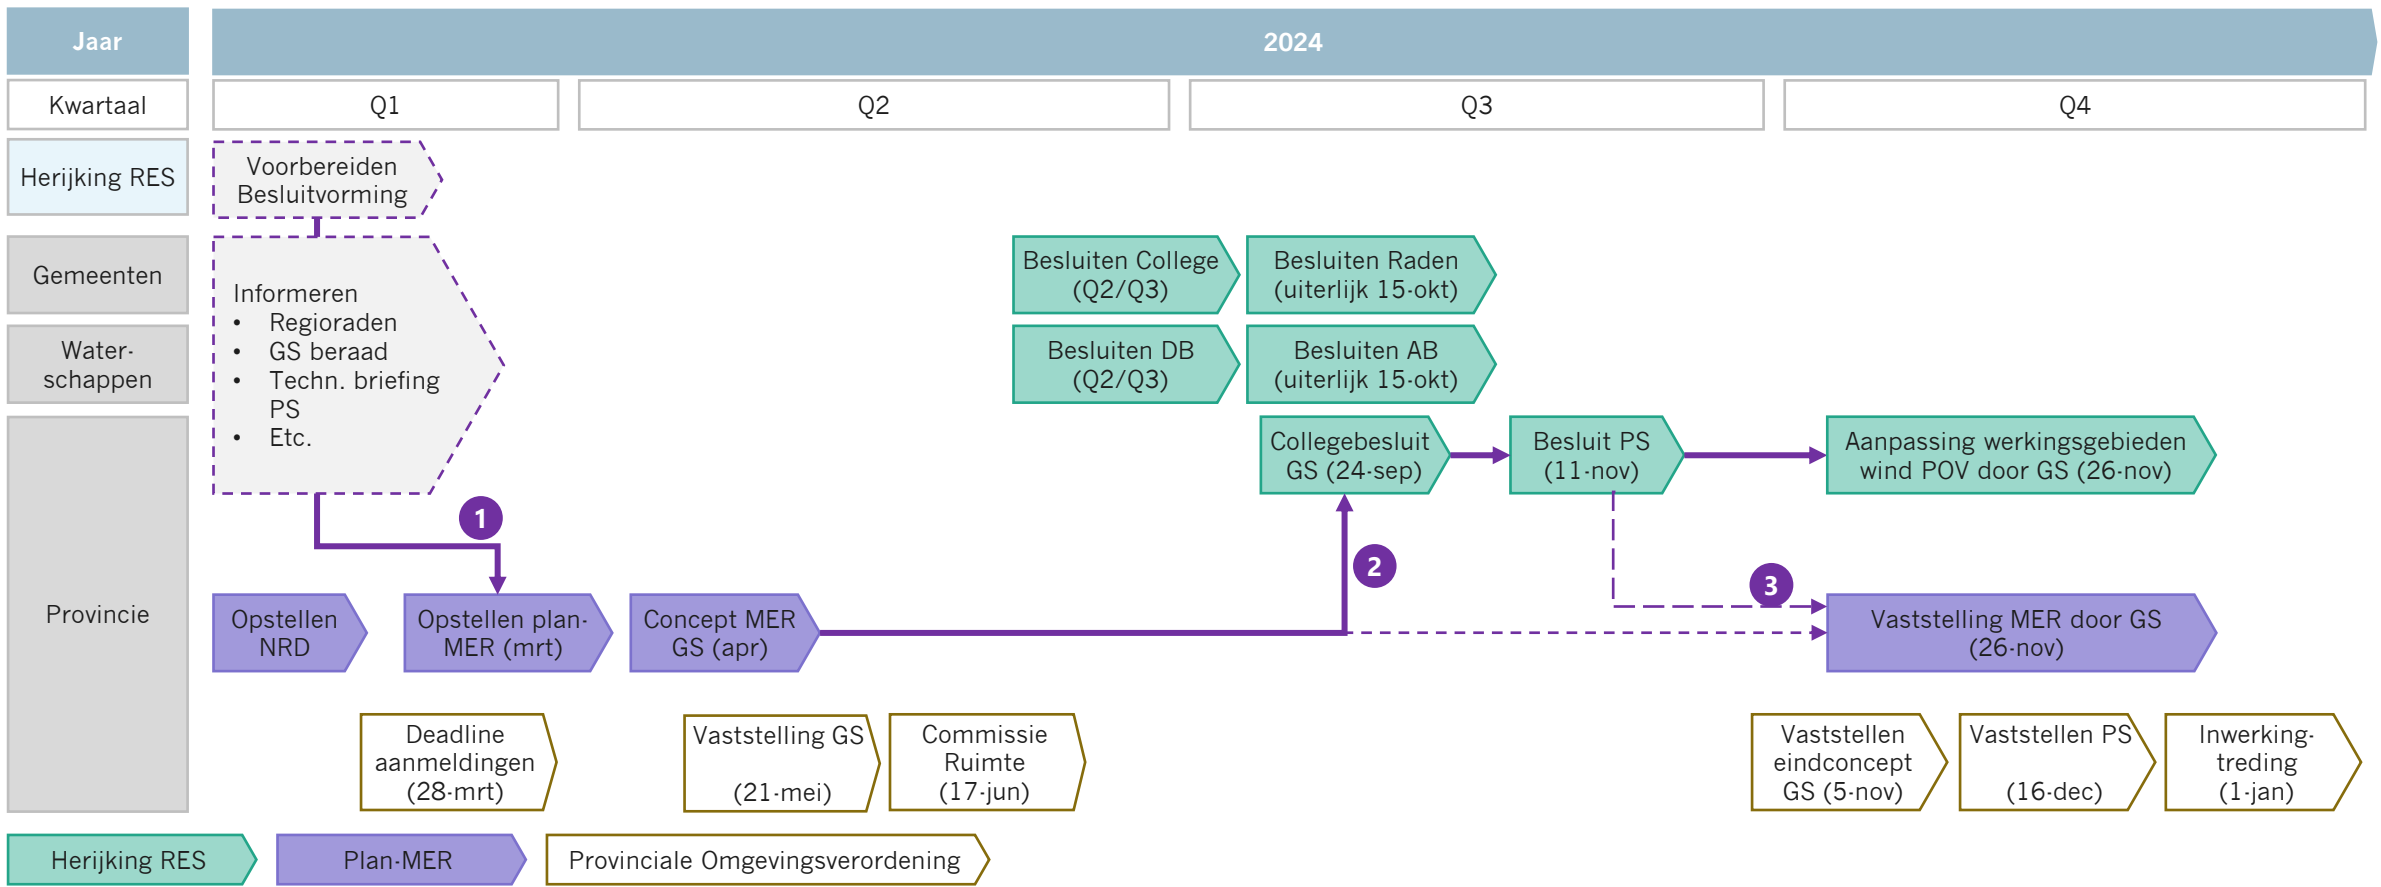 Jaar
2024
Kwartaal
Q1
Q2
Q3
Q4
Herijking RES
Voorbereiden
Besluitvorming
Gemeenten
Informeren
• Regioraden
• GS beraad
• Techn. briefing
PS
• Etc.
Besluiten College
(Q2/Q3)
Besluiten Raden
(uiterlijk 15-okt)
Water-
schappen
Besluiten DB
(Q2/Q3)
Besluiten AB
(uiterlijk 15-okt)
Provincie
Collegebesluit
GS (24-sep)
Besluit PS
(11-nov)
Aanpassing werkingsgebieden
wind POV door GS (26-nov)
1
2
3
Opstellen
NRD
Opstellen plan-
MER (mrt)
Concept MER
GS (apr)
Vaststelling MER door GS
(26-nov)
Deadline
aanmeldingen
(28-mrt)
Vaststelling GS
(21-mei)
Commissie
Ruimte
(17-jun)
Vaststellen
eindconcept
GS (5-nov)
Vaststellen PS
(16-dec)
Inwerking-
treding
(1-jan)
Herijking RES
Plan-MER
Provinciale Omgevingsverordening